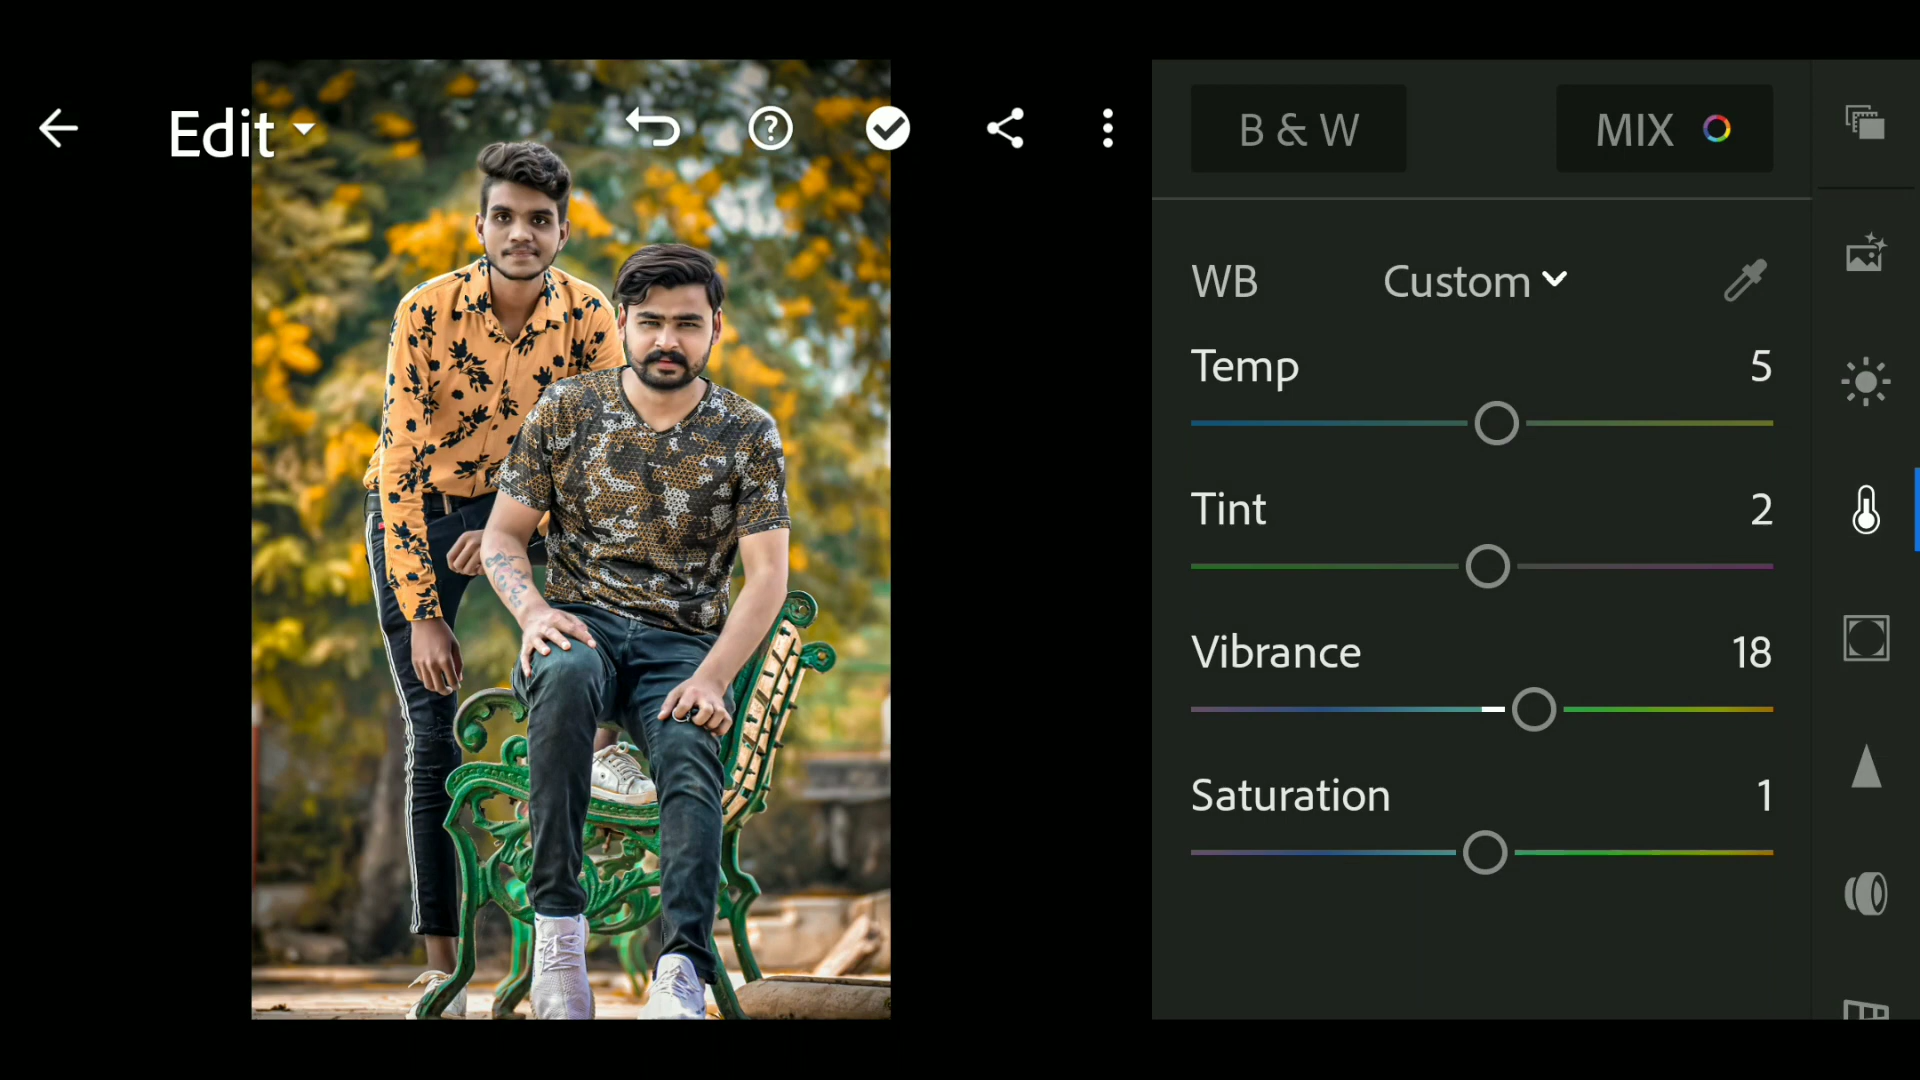 Edit
B & W
MIX
WB Custom
Temp 5
Tint 2
Vibrance 18
Saturation 1